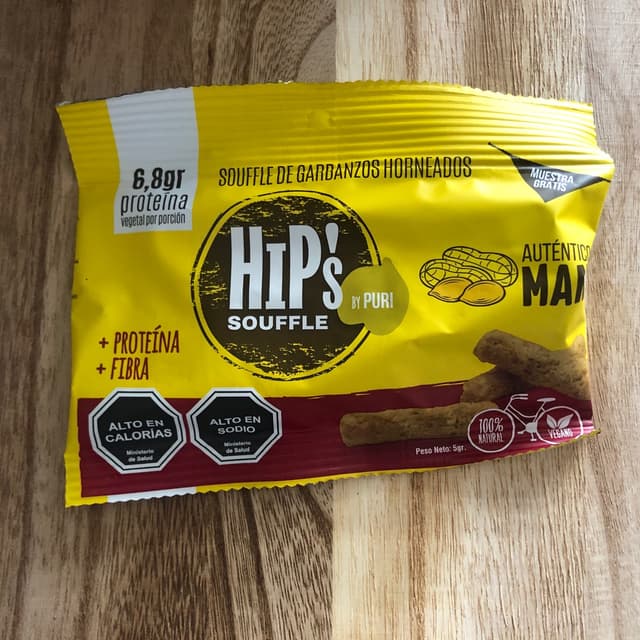 6,8gr
proteína
vegetal por porción
SOUFFLE DE GARBANZOS HORNEADOS
MUESTRA
GRATIS
HIP'S
SOUFFLE
BY PURI
AUTÉNTICO
+ PROTEÍNA
+ FIBRA
ALTO EN
CALORÍAS
Ministerio
de Salud
ALTO EN
SODIO
Ministerio
de Salud
Peso Neto: 5gr.
100%
NATURAL
VEGANO